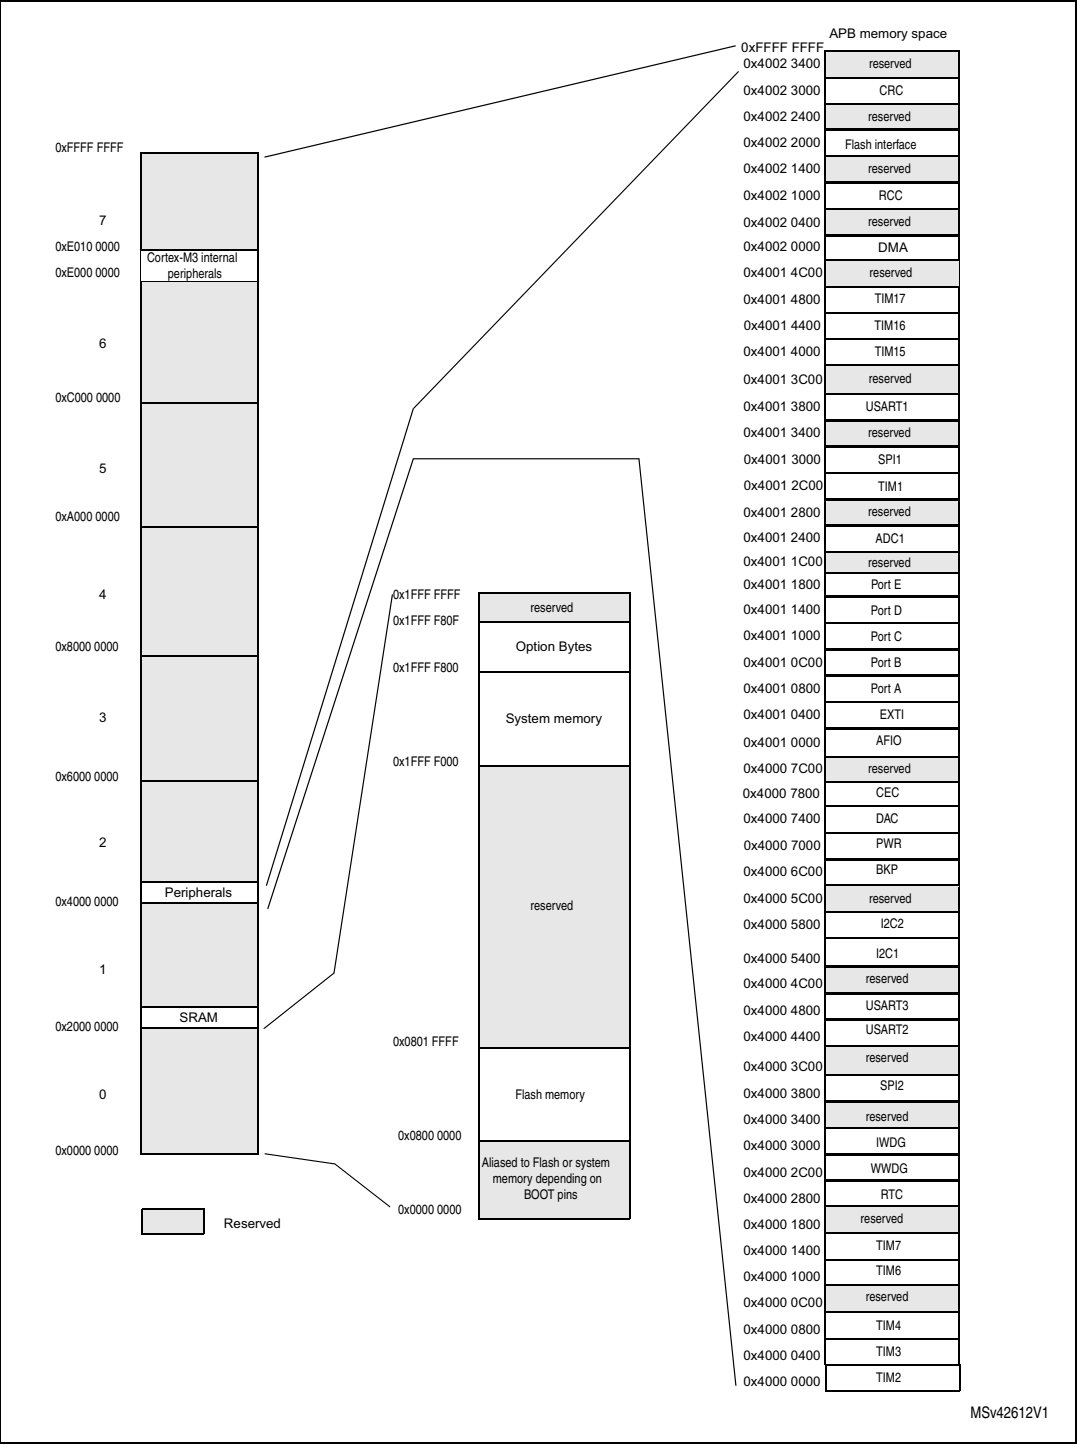 0xFFFF FFFF
7
0xE010 0000
Cortex-M3 internal
peripherals
0xE000 0000
6
0xC000 0000
5
0xA000 0000
4
0x8000 0000
3
0x6000 0000
2
Peripherals
0x4000 0000
1
SRAM
0x2000 0000
0
0x0000 0000
Reserved
0x1FFF FFFF
reserved
0x1FFF F80F
Option Bytes
0x1FFF F800
System memory
0x1FFF F000
reserved
0x0801 FFFF
Flash memory
0x0800 0000
Aliased to Flash or system
memory depending on
BOOT pins
0x0000 0000
APB memory space
0xFFFF FFFF
0x4002 3400 reserved
0x4002 3000 CRC
0x4002 2400 reserved
0x4002 2000 Flash interface
0x4002 1400 reserved
0x4002 1000 RCC
0x4002 0400 reserved
0x4002 0000 DMA
0x4001 4C00 reserved
0x4001 4800 TIM17
0x4001 4400 TIM16
0x4001 4000 TIM15
0x4001 3C00 reserved
0x4001 3800 USART1
0x4001 3400 reserved
0x4001 3000 SPI1
0x4001 2C00 TIM1
0x4001 2800 reserved
0x4001 2400 ADC1
0x4001 1C00 reserved
0x4001 1800 Port E
0x4001 1400 Port D
0x4001 1000 Port C
0x4001 0C00 Port B
0x4001 0800 Port A
0x4001 0400 EXTI
0x4001 0000 AFIO
0x4000 7C00 reserved
0x4000 7800 CEC
0x4000 7400 DAC
0x4000 7000 PWR
0x4000 6C00 BKP
0x4000 5C00 reserved
0x4000 5800 I2C2
0x4000 5400 I2C1
0x4000 4C00 reserved
0x4000 4800 USART3
0x4000 4400 USART2
0x4000 3C00 reserved
0x4000 3800 SPI2
0x4000 3400 reserved
0x4000 3000 IWDG
0x4000 2C00 WWDG
0x4000 2800 RTC
0x4000 1800 reserved
0x4000 1400 TIM7
0x4000 1000 TIM6
0x4000 0C00 reserved
0x4000 0800 TIM4
0x4000 0400 TIM3
0x4000 0000 TIM2
MSv42612V1